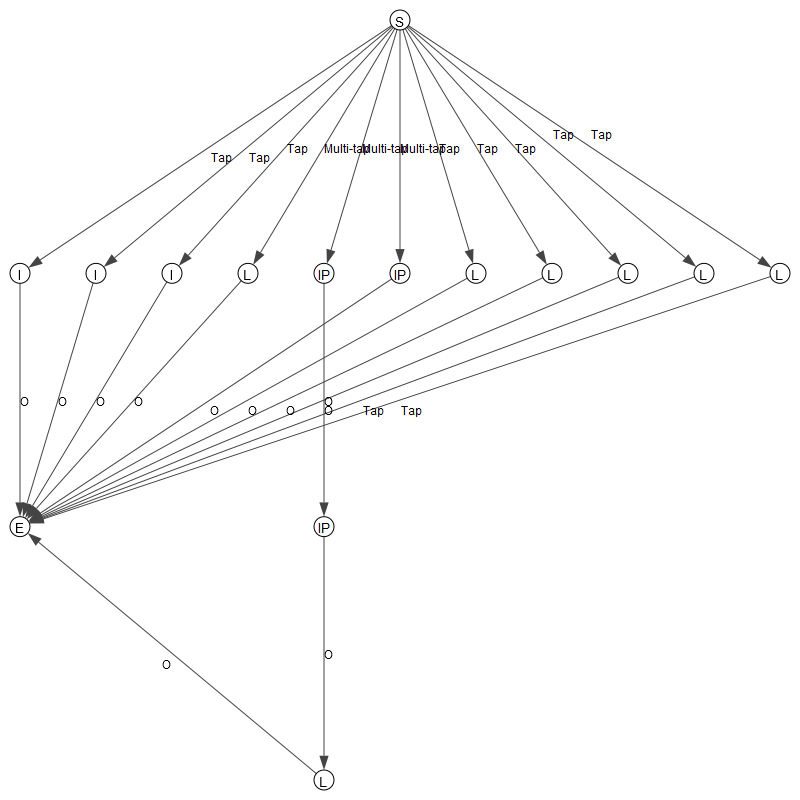 S
Tap Tap
Tap Tap Tap Multi-tap Multi-tap Multi-tap Tap Tap Tap
I I I L IP IP L L L L L
O O O O O
O O O O Tap Tap
E IP
O
O
L